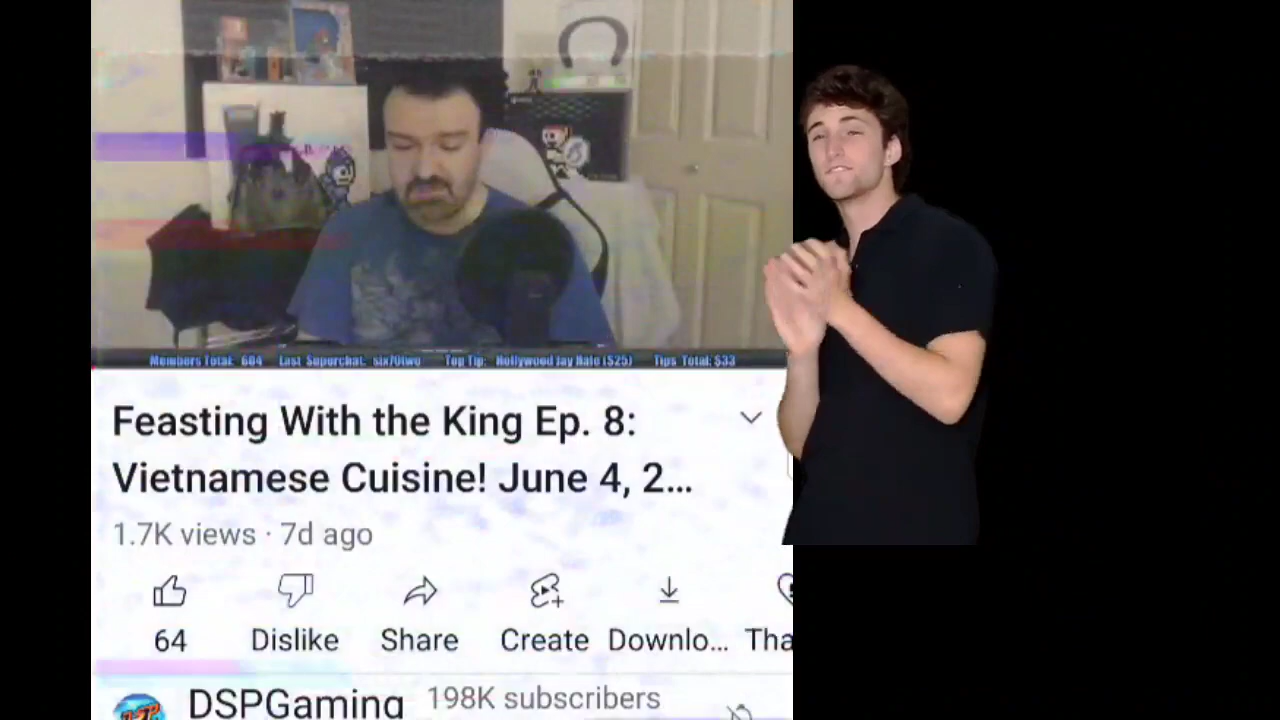 Members Total: 604 Last Superchat: six70two Top Tip: Hollywood Jay Nate ($25) Tips Total: $33
Feasting With the King Ep. 8:
Vietnamese Cuisine! June 4, 2...
1.7K views · 7d ago
64 Dislike Share Create Downlo... Tha
DSPGaming 198K subscribers